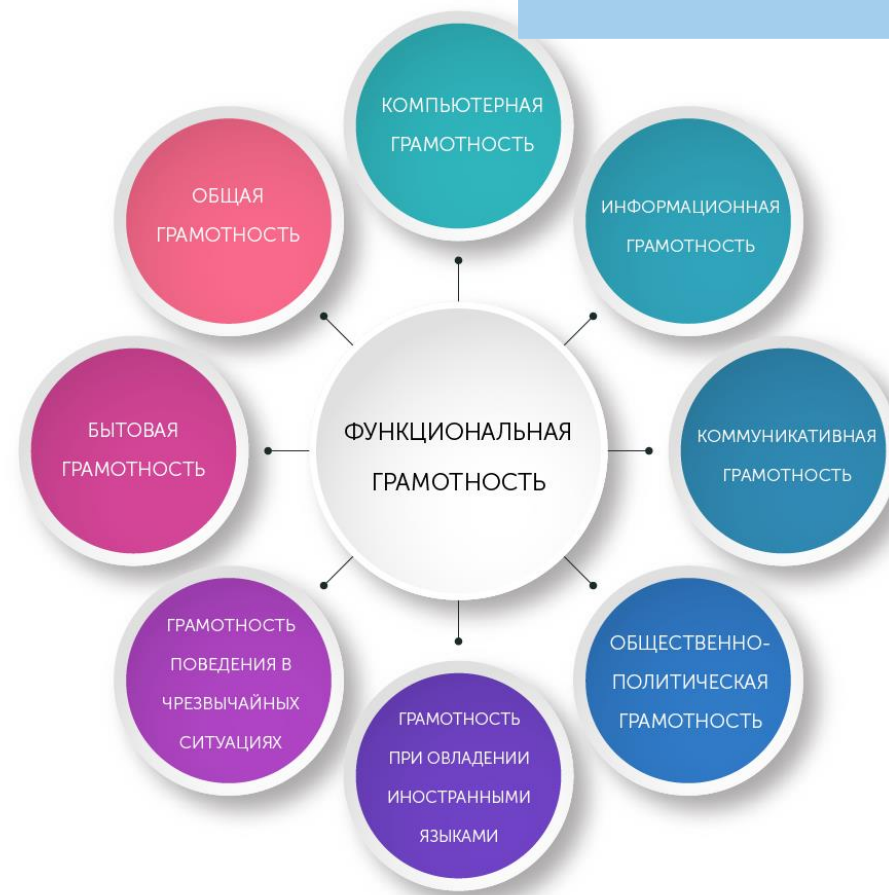 КОМПЬЮТЕРНАЯ
ГРАМОТНОСТЬ
ОБЩАЯ
ГРАМОТНОСТЬ
ИНФОРМАЦИОННАЯ
ГРАМОТНОСТЬ
БЫТОВАЯ
ГРАМОТНОСТЬ
ФУНКЦИОНАЛЬНАЯ
ГРАМОТНОСТЬ
КОММУНИКАТИВНАЯ
ГРАМОТНОСТЬ
ГРАМОТНОСТЬ
ПОВЕДЕНИЯ В
ЧРЕЗВЫЧАЙНЫХ
СИТУАЦИЯХ
ГРАМОТНОСТЬ
ПРИ ОВЛАДЕНИИ
ИНОСТРАННЫМИ
ЯЗЫКАМИ
ОБЩЕСТВЕННО-
ПОЛИТИЧЕСКАЯ
ГРАМОТНОСТЬ